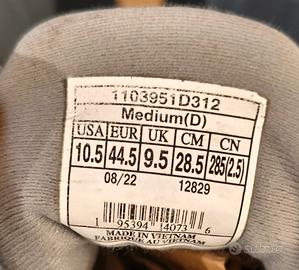 1103951D312
Medium(D)
USA EUR UK CM CN
10.5 44.5 9.5 28.5 285(2.5)
08/22 12829
1 95394 14073 6
MADE IN VIETNAM
FABRIQUE AU VIETNAM
subito